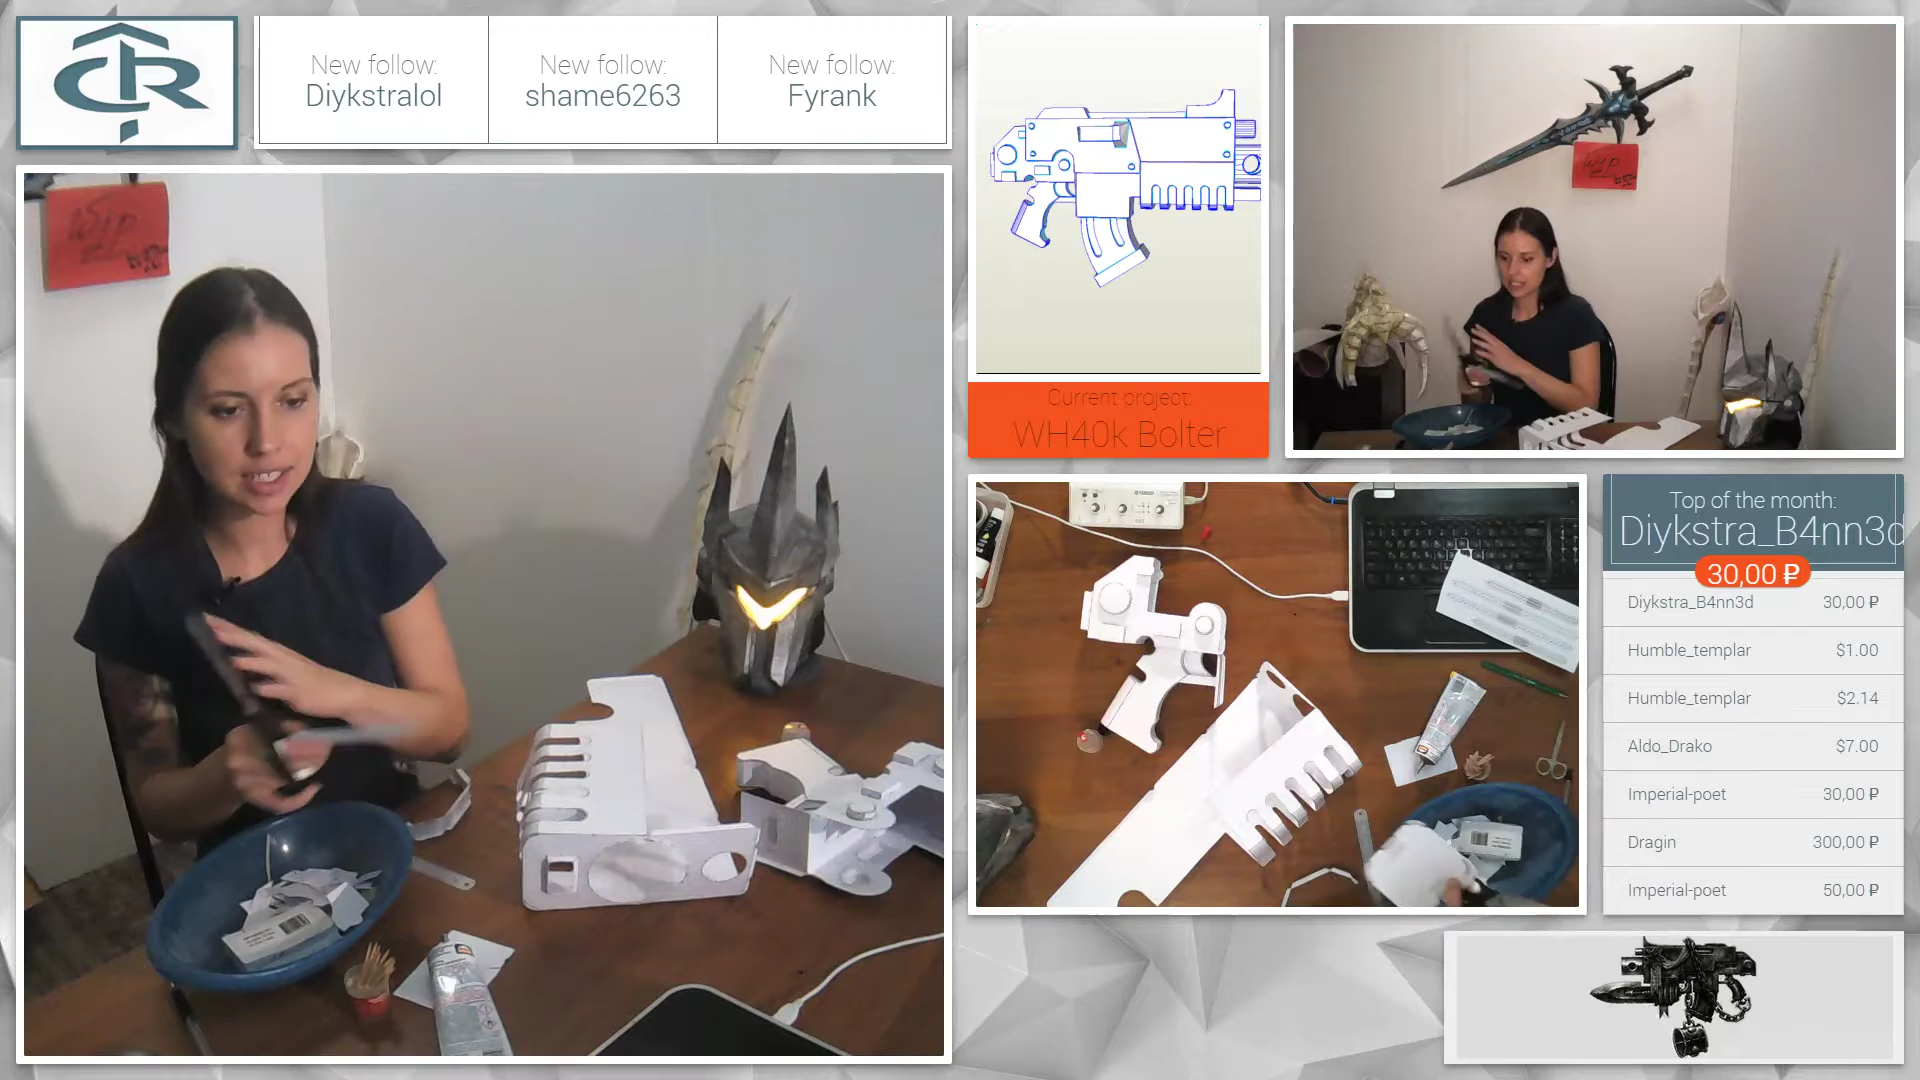 New follow:
Diykstralol
New follow:
shame6263
New follow:
Fyrank
Current project:
WH40k Bolter
Top of the month:
Diykstra_B4nn3d
30,00 ₽
Diykstra_B4nn3d 30,00 ₽
Humble_templar $1.00
Humble_templar $2.14
Aldo_Drako $7.00
Imperial-poet 30,00 ₽
Dragin 300,00 ₽
Imperial-poet 50,00 ₽
WIP